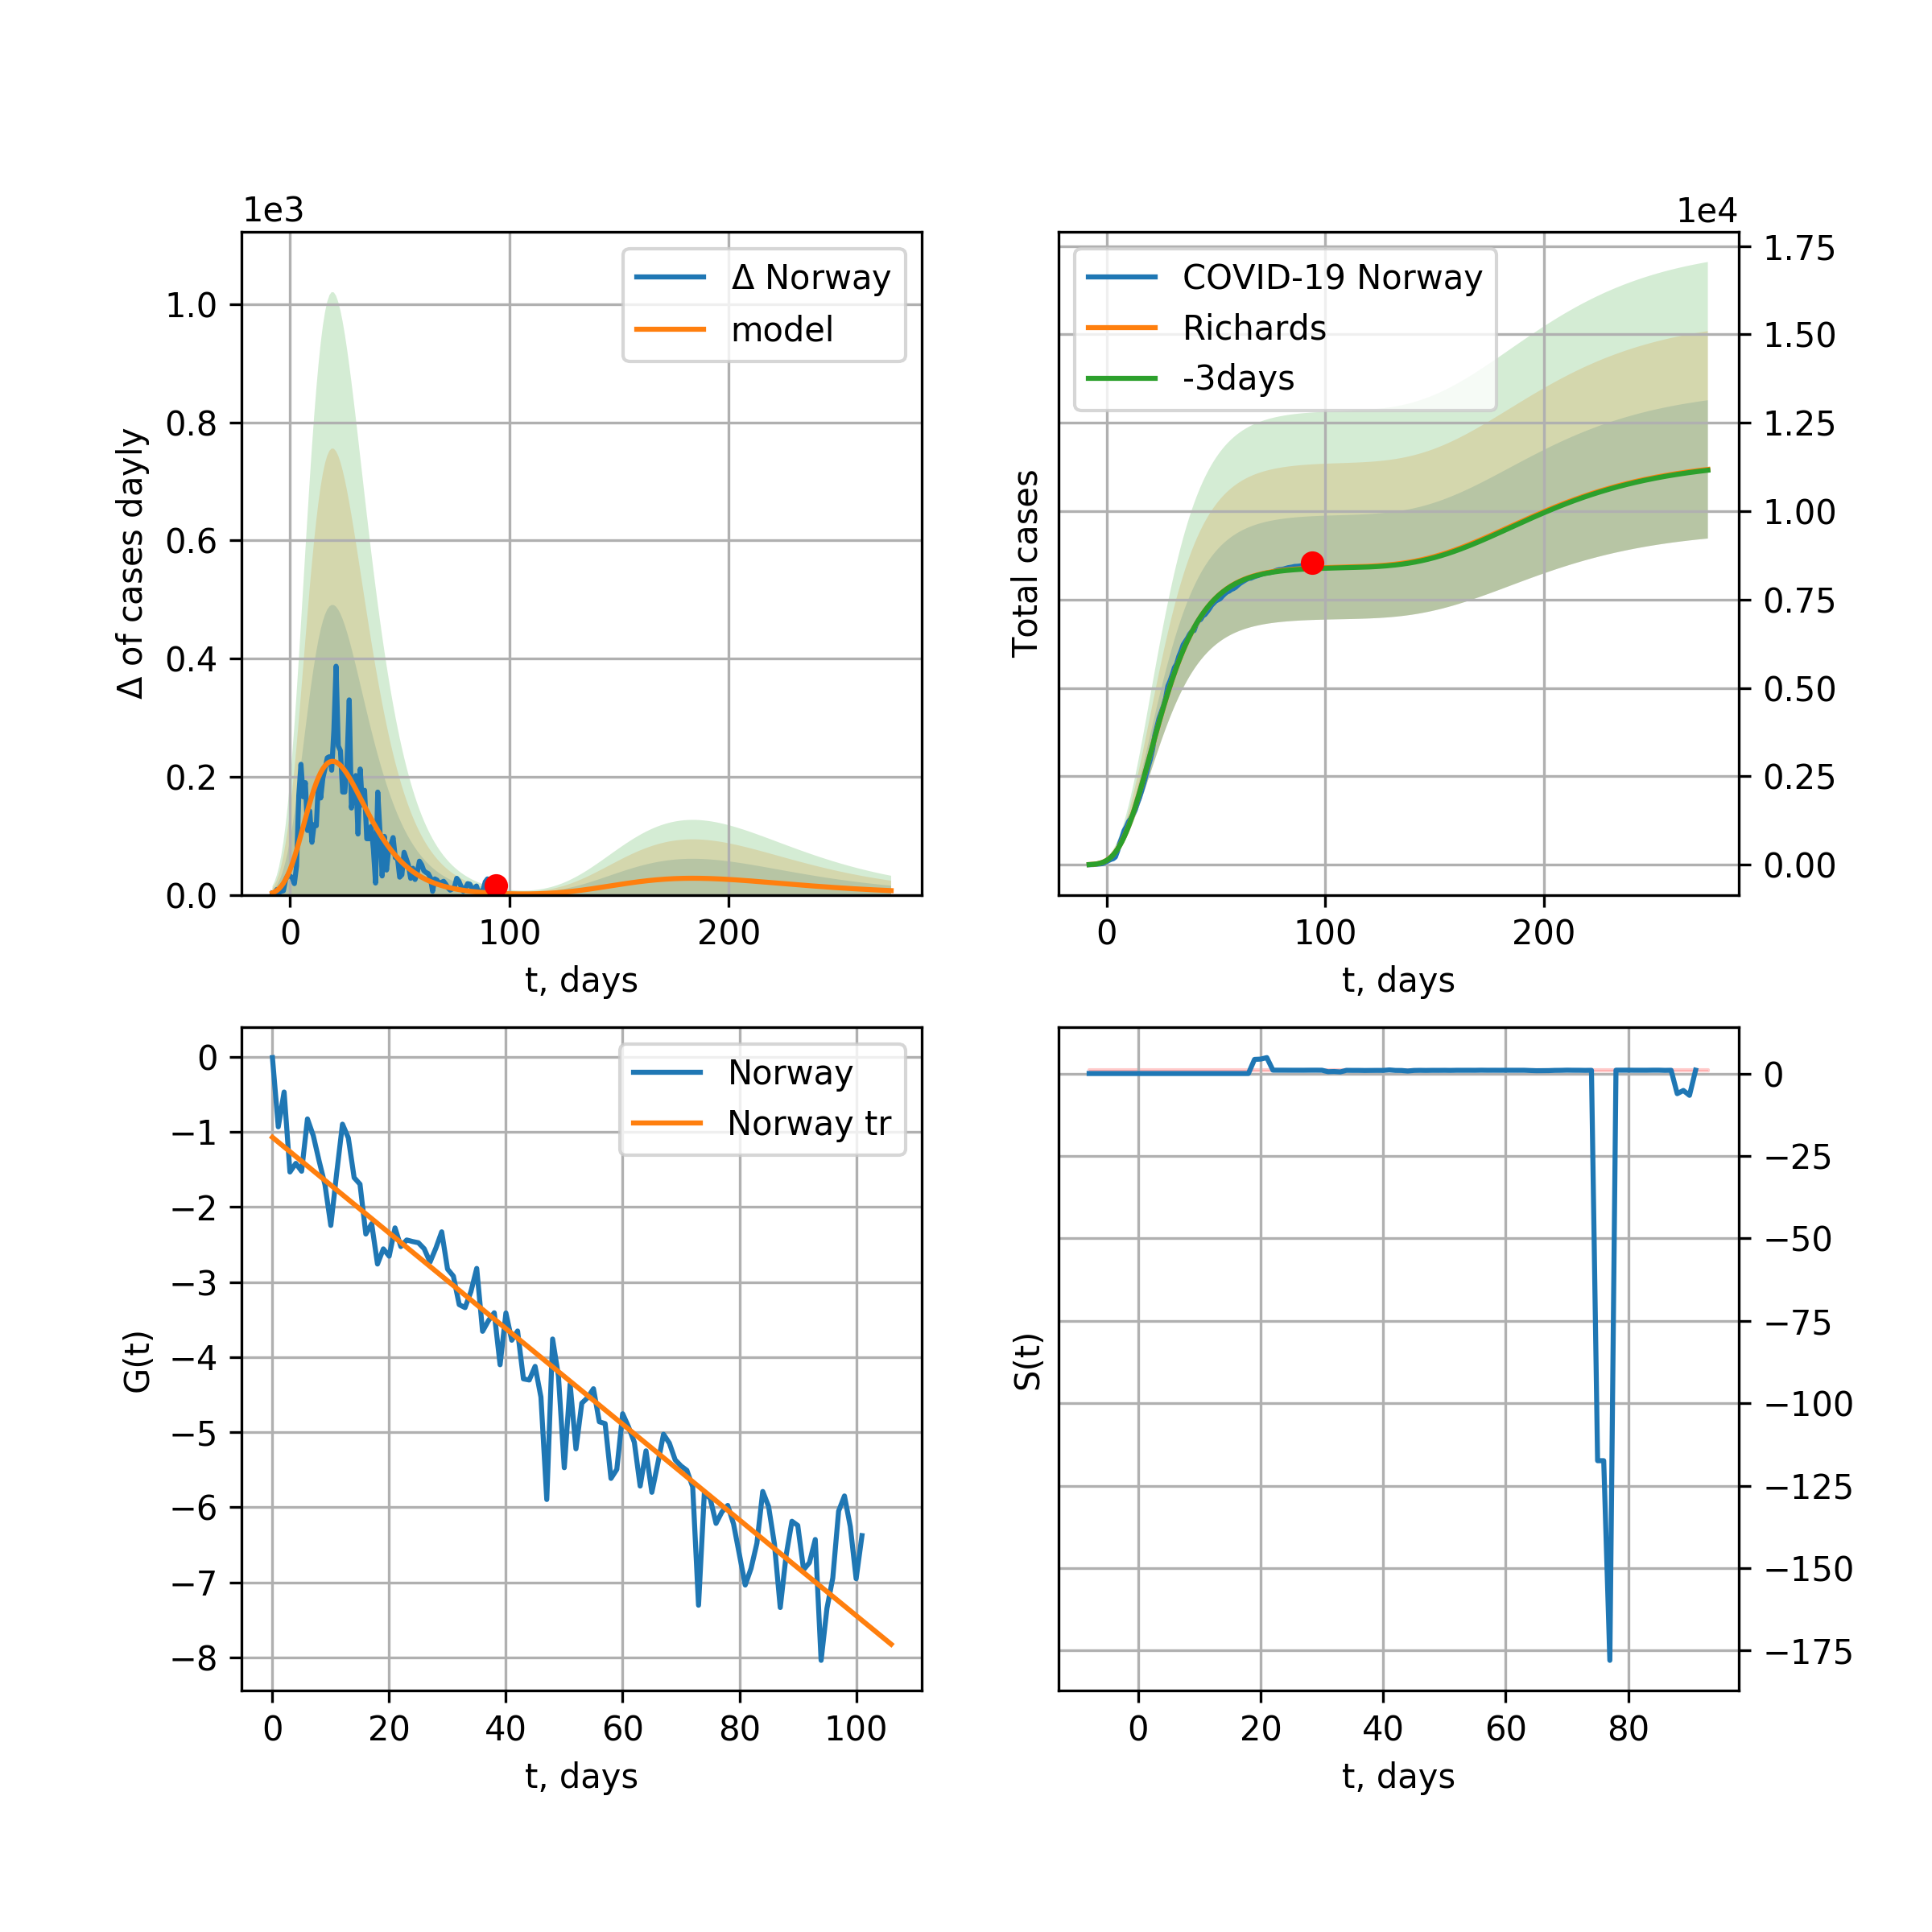 1e3
Δ of cases dayly
1.0
0.8
0.6
0.4
0.2
0.0
0 100 200
t, days
Δ Norway
model
1e4
Total cases
1.75
1.50
1.25
1.00
0.75
0.50
0.25
0.00
0 100 200
t, days
COVID-19 Norway
Richards
-3days
G(t)
0
−1
−2
−3
−4
−5
−6
−7
−8
0 20 40 60 80 100
t, days
Norway
Norway tr
S(t)
0
−25
−50
−75
−100
−125
−150
−175
0 20 40 60 80
t, days